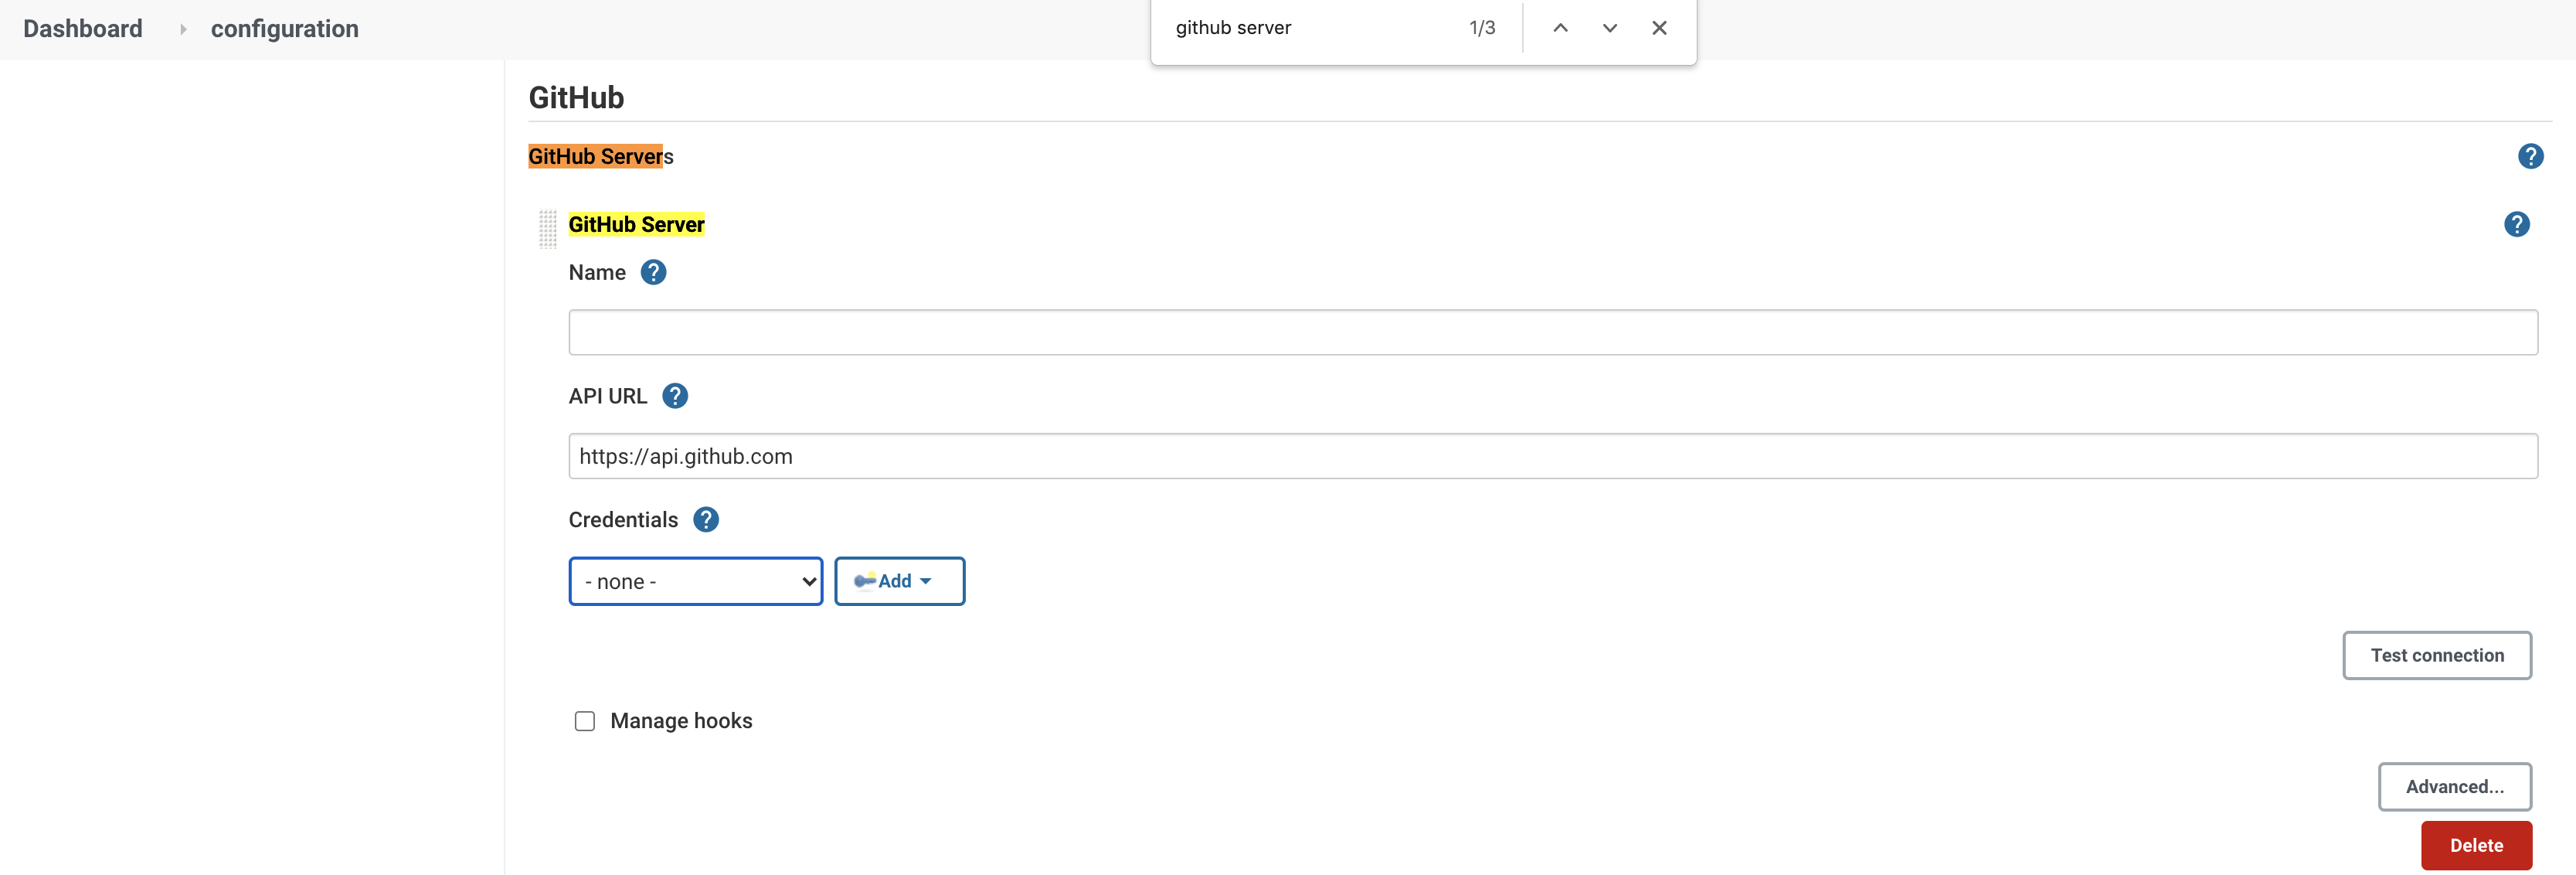 Dashboard configuration
github server 1/3
GitHub
GitHub Servers
?
GitHub Server
?
Name ?
API URL ?
https://api.github.com
Credentials ?
- none - Add
Test connection
Manage hooks
Advanced...
Delete